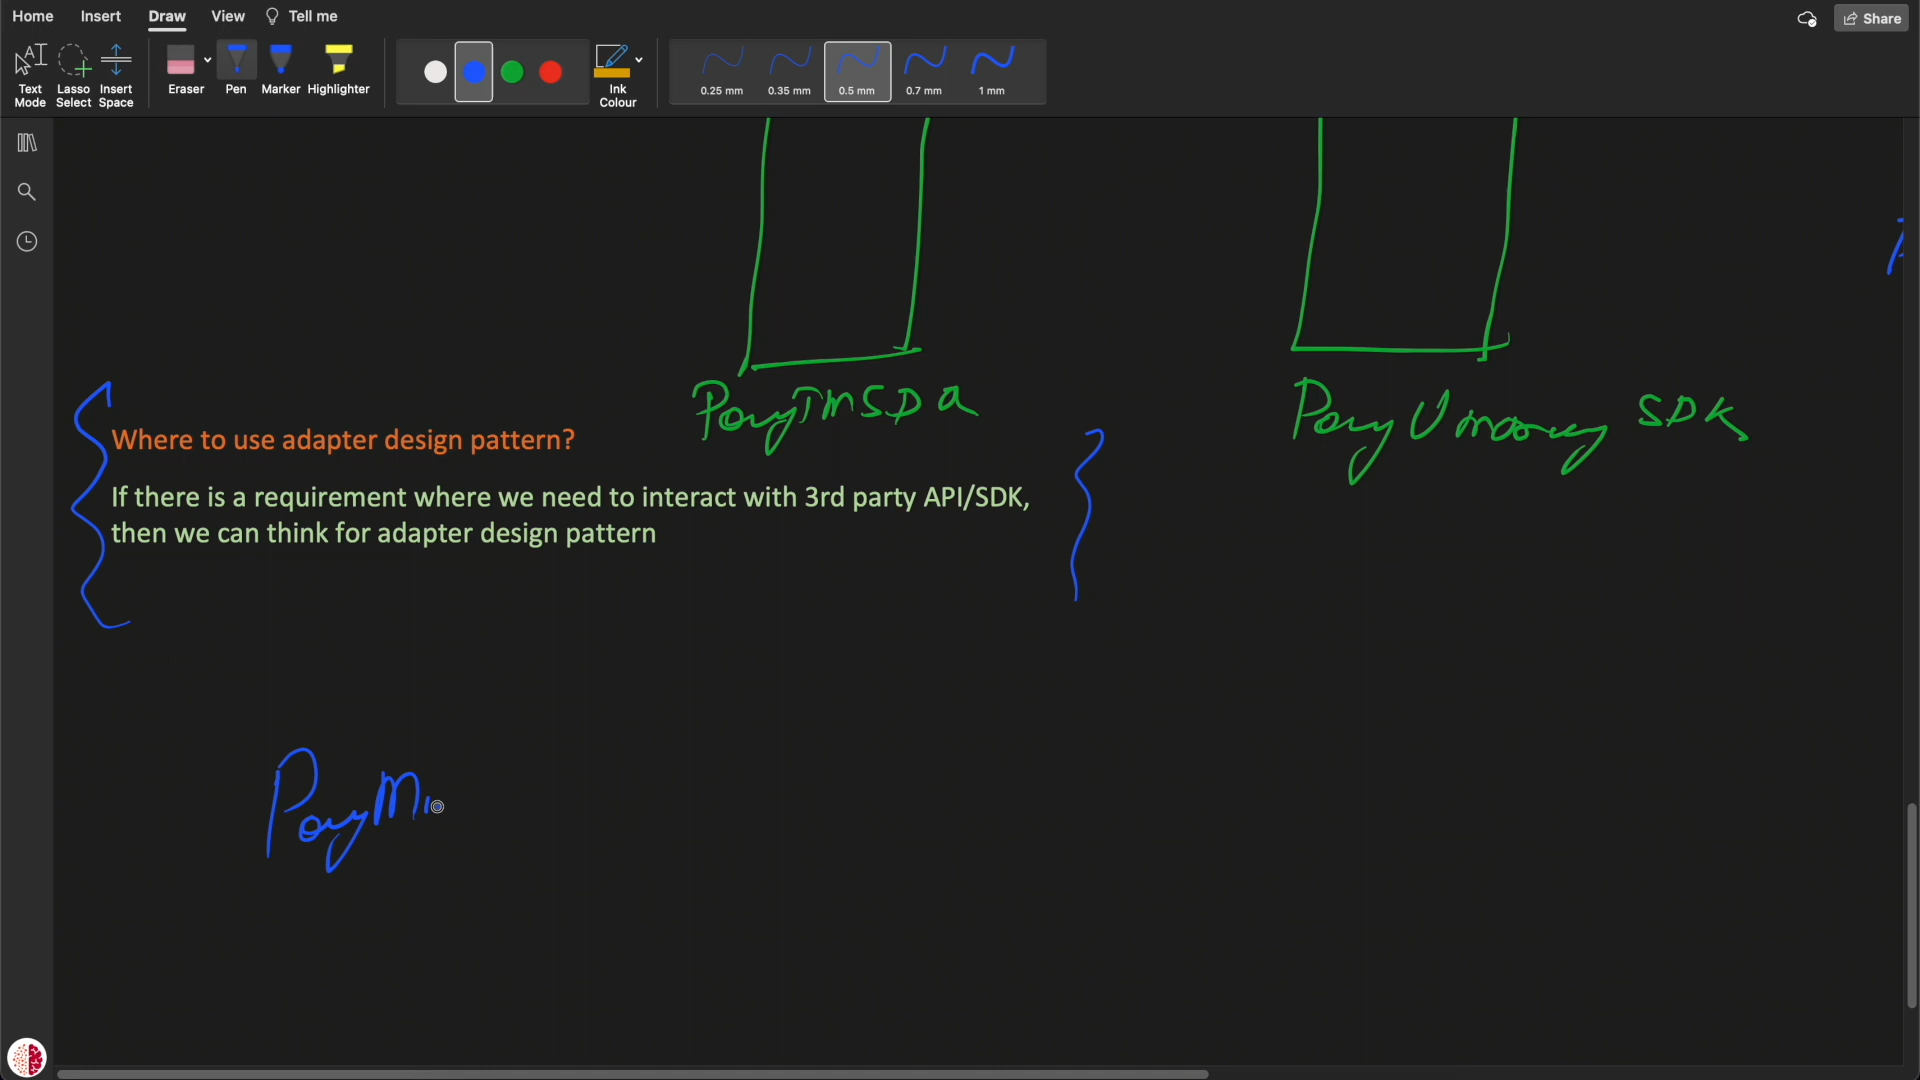 Home Insert Draw View Tell me
Share
Text Mode
Lasso Select
Insert Space
Eraser
Pen
Marker
Highlighter
Ink Colour
0.25 mm
0.35 mm
0.5 mm
0.7 mm
1 mm
PayTmSD
PayUmoney SDK
Where to use adapter design pattern?
If there is a requirement where we need to interact with 3rd party API/SDK,
then we can think for adapter design pattern
PayM